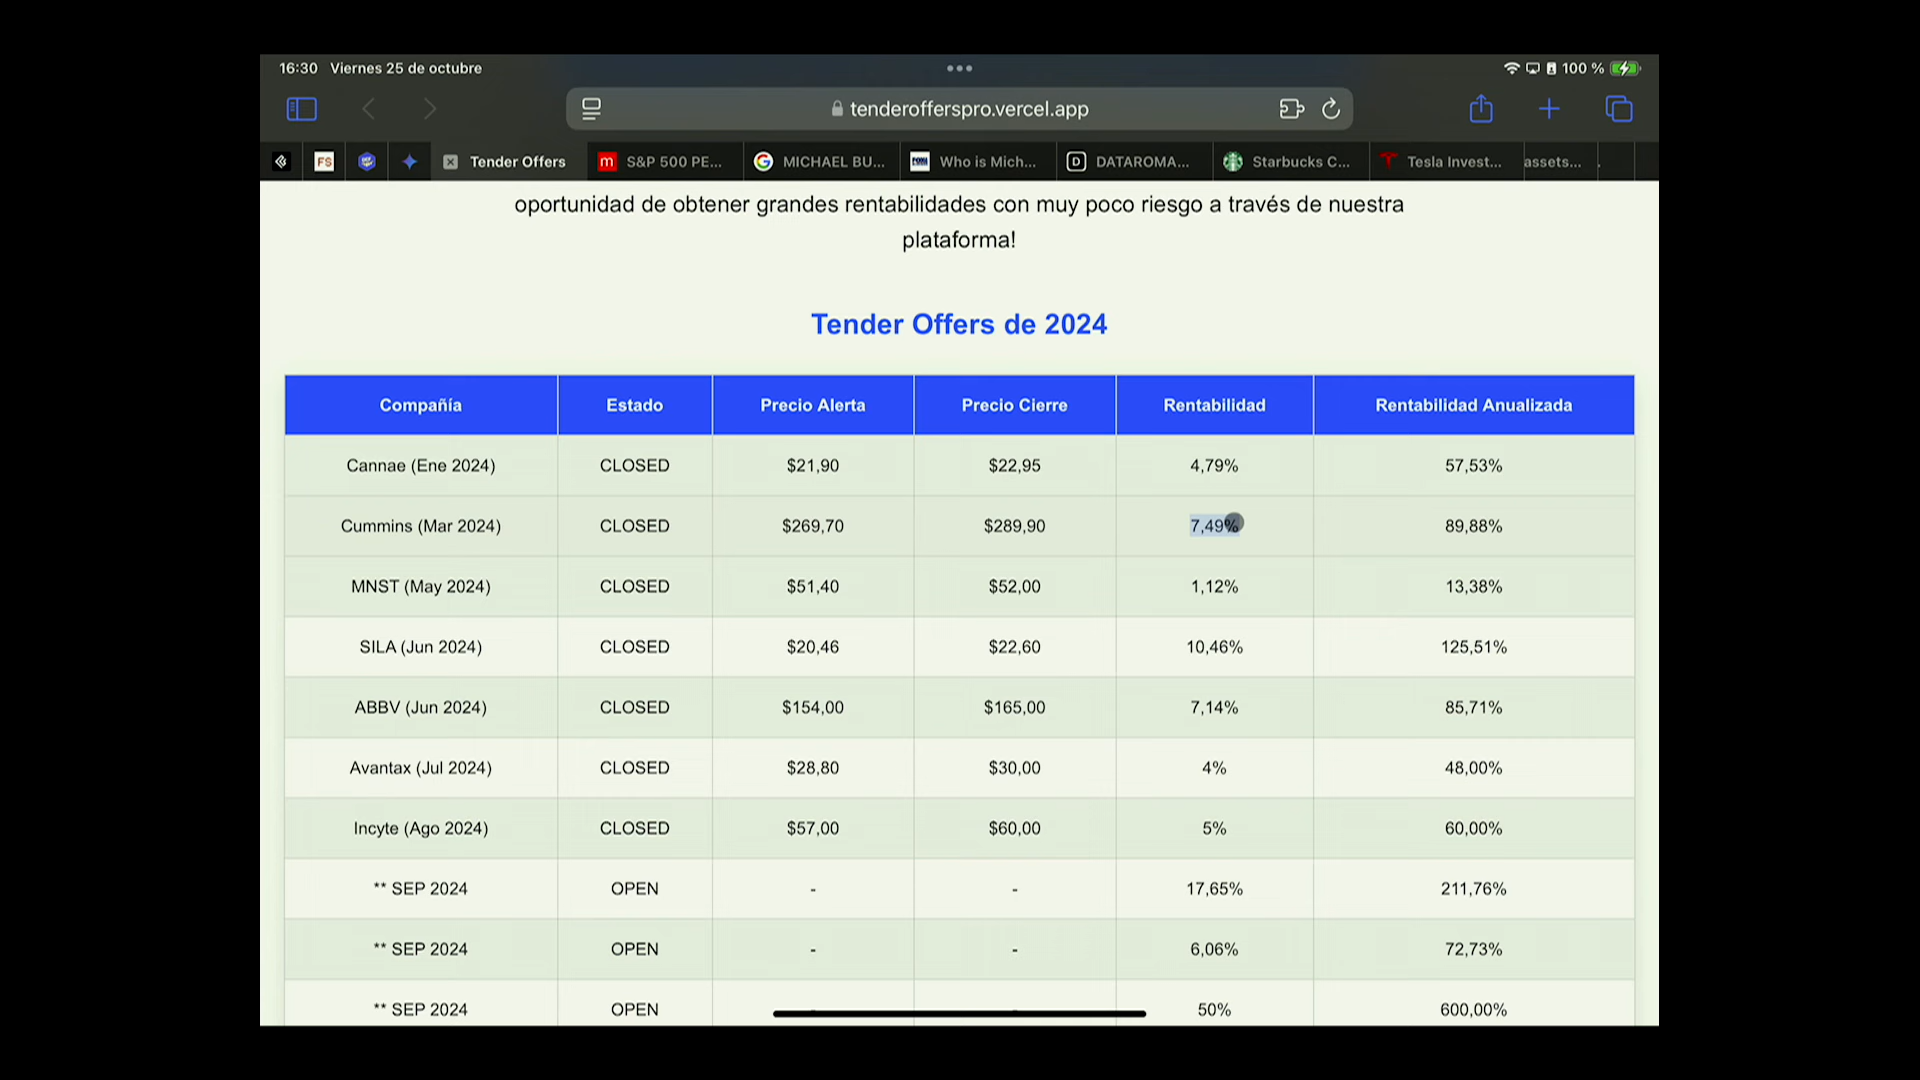 16:30 Viernes 25 de octubre
100 %
tenderofferspro.vercel.app
FS
Tender Offers
m S&P 500 PE...
G MICHAEL BU...
Who is Mich...
D DATAROMA...
Starbucks C...
Tesla Invest...
assets...
oportunidad de obtener grandes rentabilidades con muy poco riesgo a través de nuestra
plataforma!
Tender Offers de 2024
Compañía Estado Precio Alerta Precio Cierre Rentabilidad Rentabilidad Anualizada
Cannae (Ene 2024) CLOSED $21,90 $22,95 4,79% 57,53%
Cummins (Mar 2024) CLOSED $269,70 $289,90 7,49% 89,88%
MNST (May 2024) CLOSED $51,40 $52,00 1,12% 13,38%
SILA (Jun 2024) CLOSED $20,46 $22,60 10,46% 125,51%
ABBV (Jun 2024) CLOSED $154,00 $165,00 7,14% 85,71%
Avantax (Jul 2024) CLOSED $28,80 $30,00 4% 48,00%
Incyte (Ago 2024) CLOSED $57,00 $60,00 5% 60,00%
** SEP 2024 OPEN - - 17,65% 211,76%
** SEP 2024 OPEN - - 6,06% 72,73%
** SEP 2024 OPEN 50% 600,00%